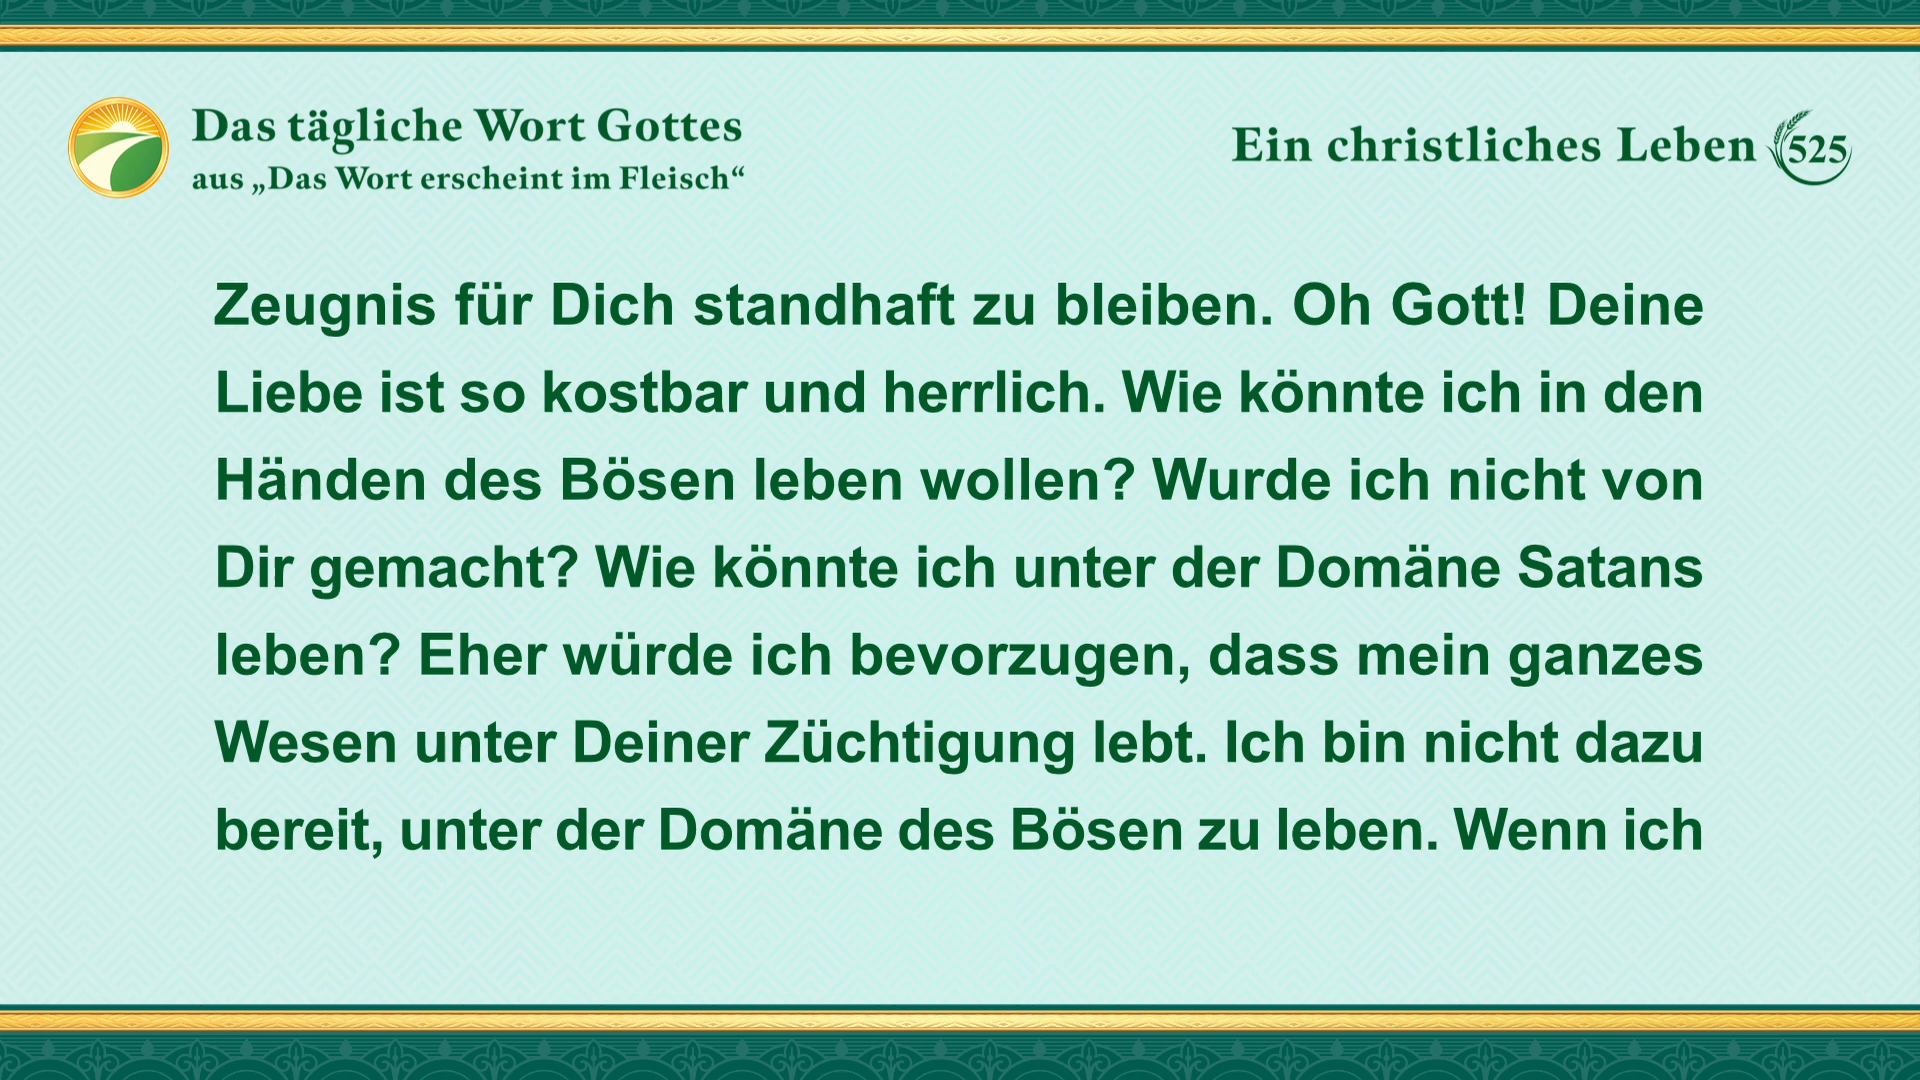 Das tägliche Wort Gottes
aus „Das Wort erscheint im Fleisch“
Ein christliches Leben 525
Zeugnis für Dich standhaft zu bleiben. Oh Gott! Deine
Liebe ist so kostbar und herrlich. Wie könnte ich in den
Händen des Bösen leben wollen? Wurde ich nicht von
Dir gemacht? Wie könnte ich unter der Domäne Satans
leben? Eher würde ich bevorzugen, dass mein ganzes
Wesen unter Deiner Züchtigung lebt. Ich bin nicht dazu
bereit, unter der Domäne des Bösen zu leben. Wenn ich